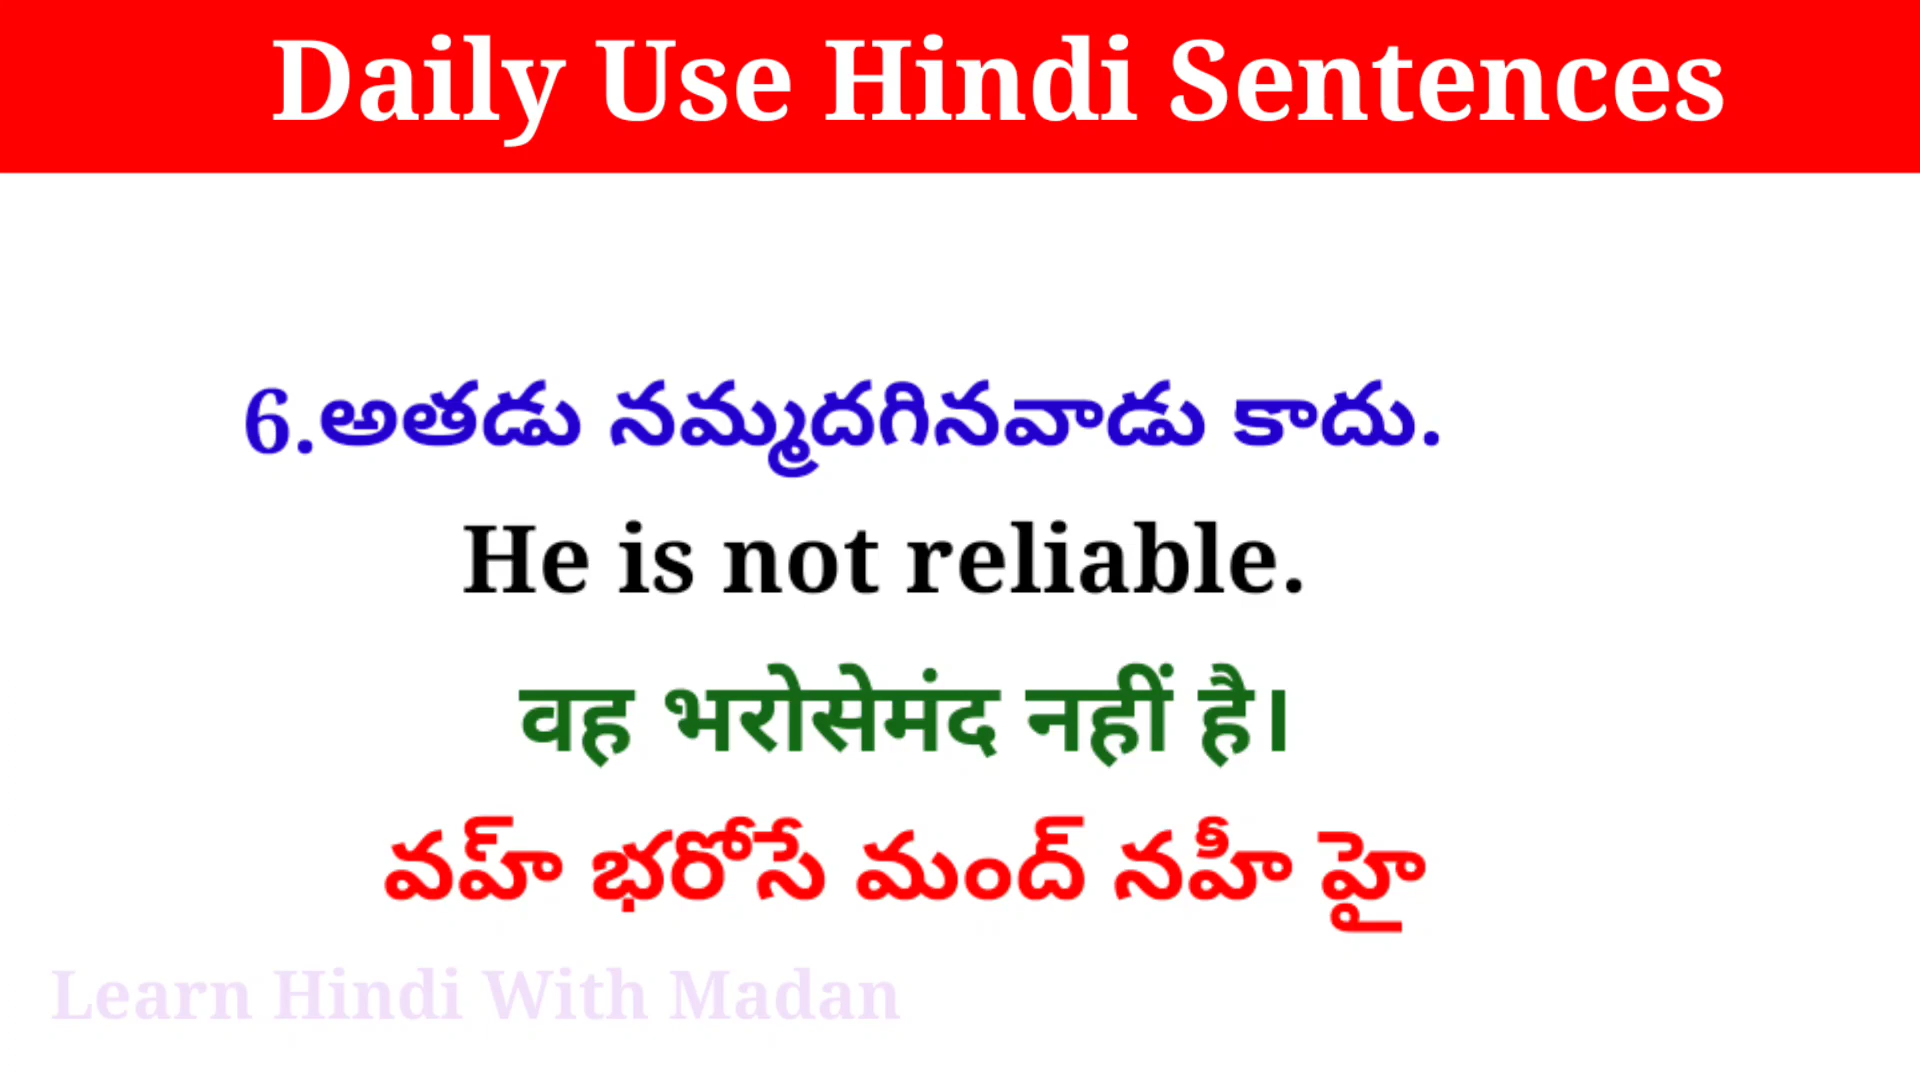 Daily Use Hindi Sentences
6.అతడు నమ్మదగినవాడు కాదు.
He is not reliable.
वह भरोसेमंद नहीं है।
వహ్ భరోసే మంద్ నహీ హై
Learn Hindi With Madan